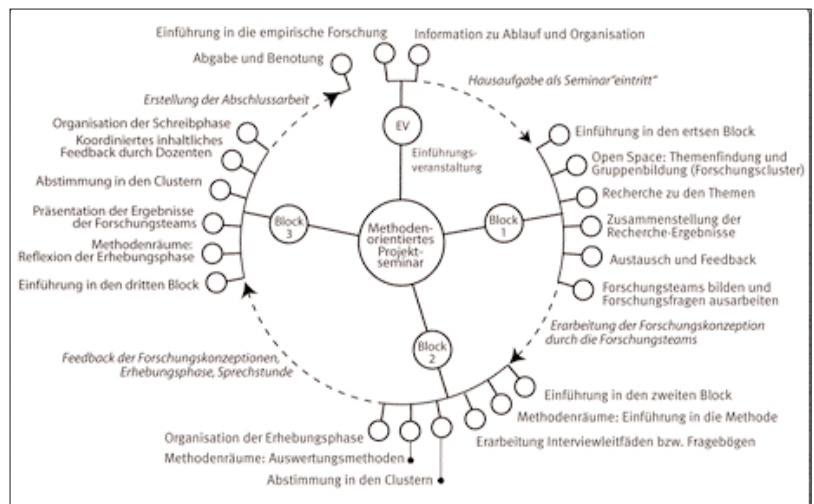 Einführung in die empirische Forschung
Information zu Ablauf und Organisation
Abgabe und Benotung
Hausaufgabe als Seminar"eintritt"
Erstellung der Abschlussarbeit
EV
Einführungs-
veranstaltung
Einführung in den ertsen Block
Open Space: Themenfindung und
Gruppenbildung (Forschungscluster)
Recherche zu den Themen
Zusammenstellung der
Recherche-Ergebnisse
Austausch und Feedback
Forschungsteams bilden und
Forschungsfragen ausarbeiten
Block
1
Methoden-
orientiertes
Projekt-
seminar
Erarbeitung der Forschungskonzeption
durch die Forschungsteams
Block
2
Einführung in den zweiten Block
Methodenräume: Einführung in die Methode
Erarbeitung Interviewleitfäden bzw. Fragebögen
Abstimmung in den Clustern
Methodenräume: Auswertungsmethoden
Organisation der Erhebungsphase
Feedback der Forschungskonzeptionen,
Erhebungsphase, Sprechstunde
Block
3
Organisation der Schreibphase
Koordiniertes inhaltliches
Feedback durch Dozenten
Abstimmung in den Clustern
Präsentation der Ergebnisse
der Forschungsteams
Methodenräume:
Reflexion der Erhebungsphase
Einführung in den dritten Block